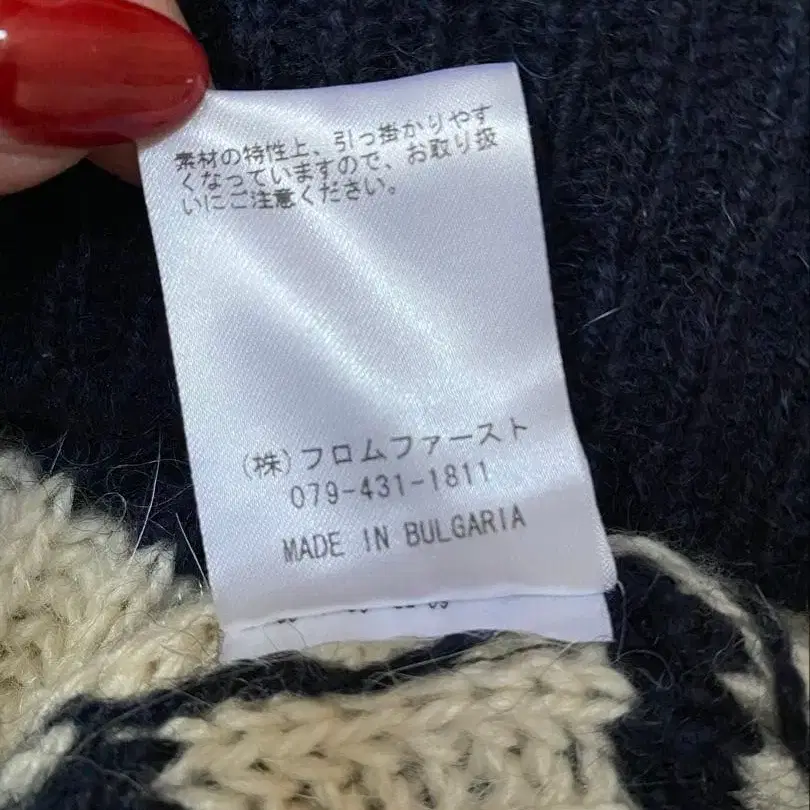 素材の特性上、引っ掛かりやす
くなっていますので、お取り扱
いにご注意ください。
(株)フロムファースト
079-431-1811
MADE IN BULGARIA